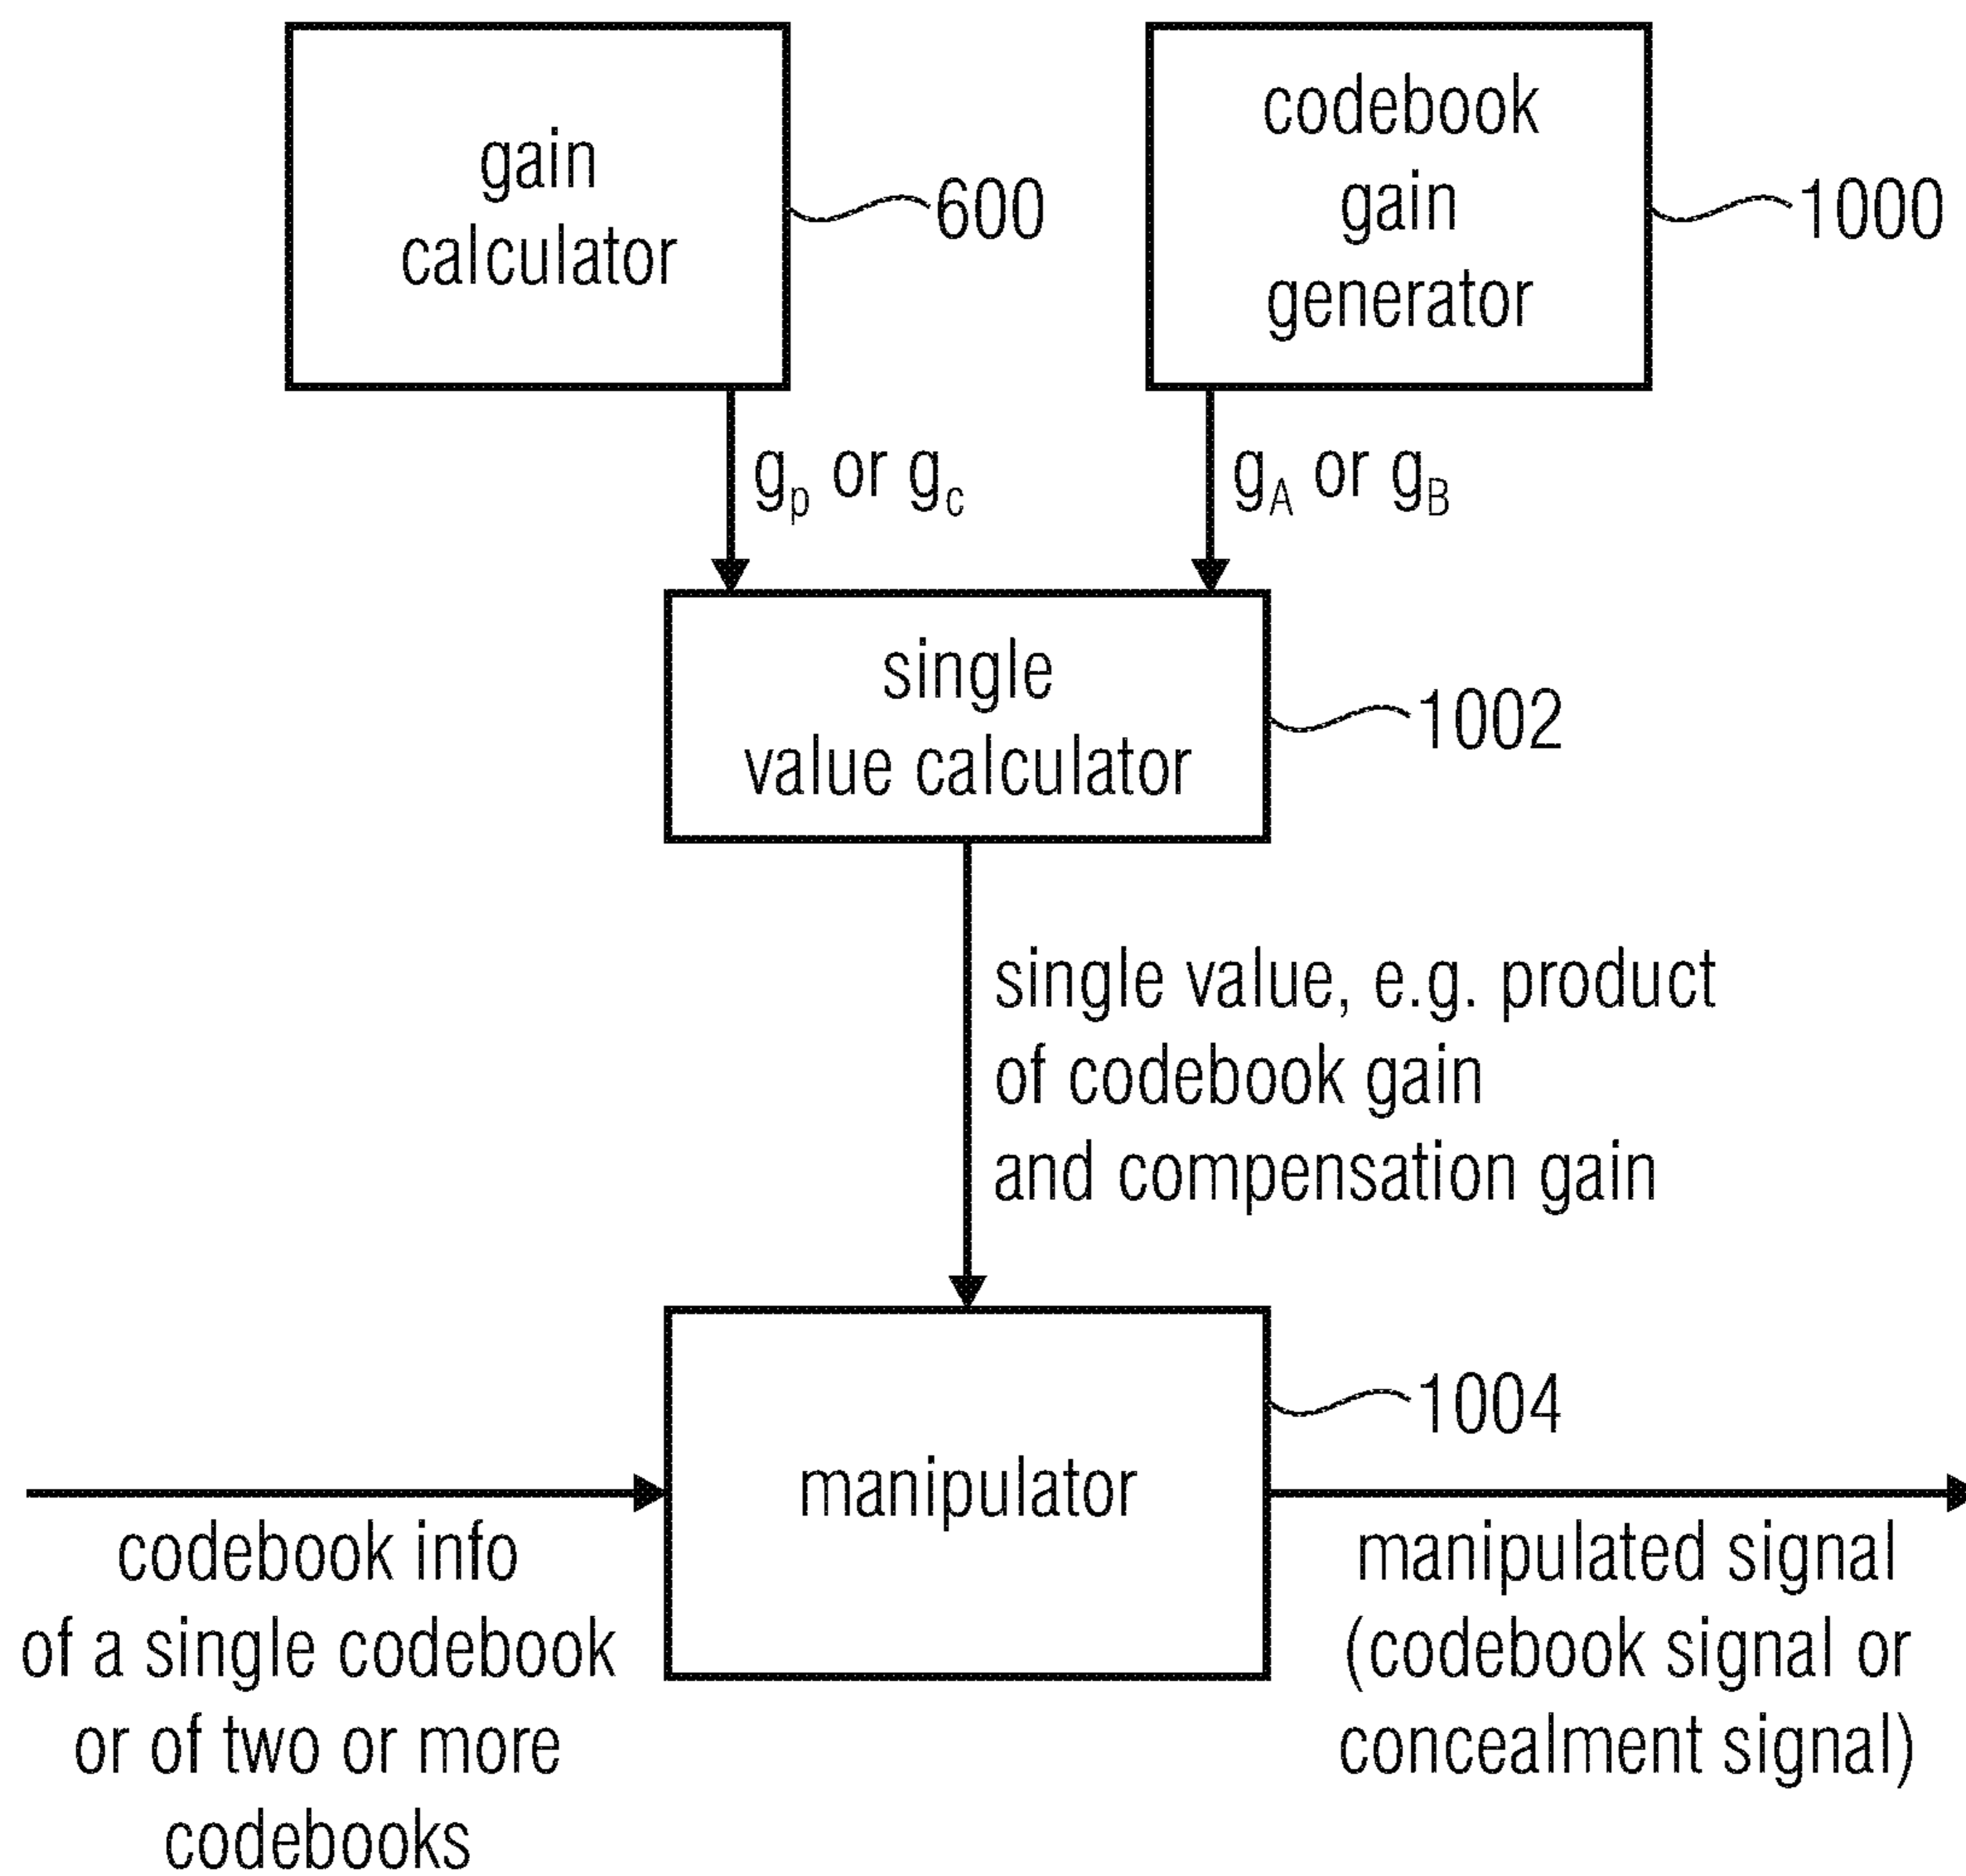 gain
calculator
600
codebook
gain
generator
1000
gp or gc
gA or gB
single
value calculator
1002
single value, e.g. product
of codebook gain
and compensation gain
manipulator
1004
codebook info
of a single codebook
or of two or more
codebooks
manipulated signal
(codebook signal or
concealment signal)